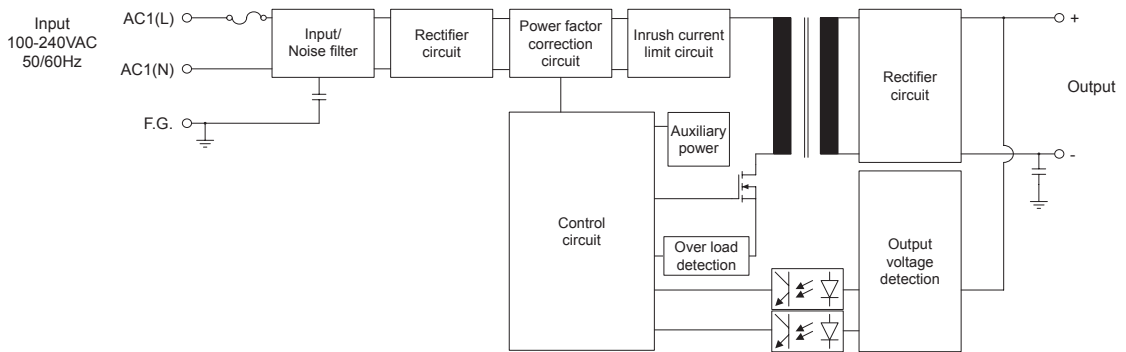 Input
100-240VAC
50/60Hz
AC1(L)
AC1(N)
F.G.
Input/
Noise filter
Rectifier
circuit
Power factor
correction
circuit
Inrush current
limit circuit
Rectifier
circuit
+
Output
-
Auxiliary
power
Control
circuit
Over load
detection
Output
voltage
detection